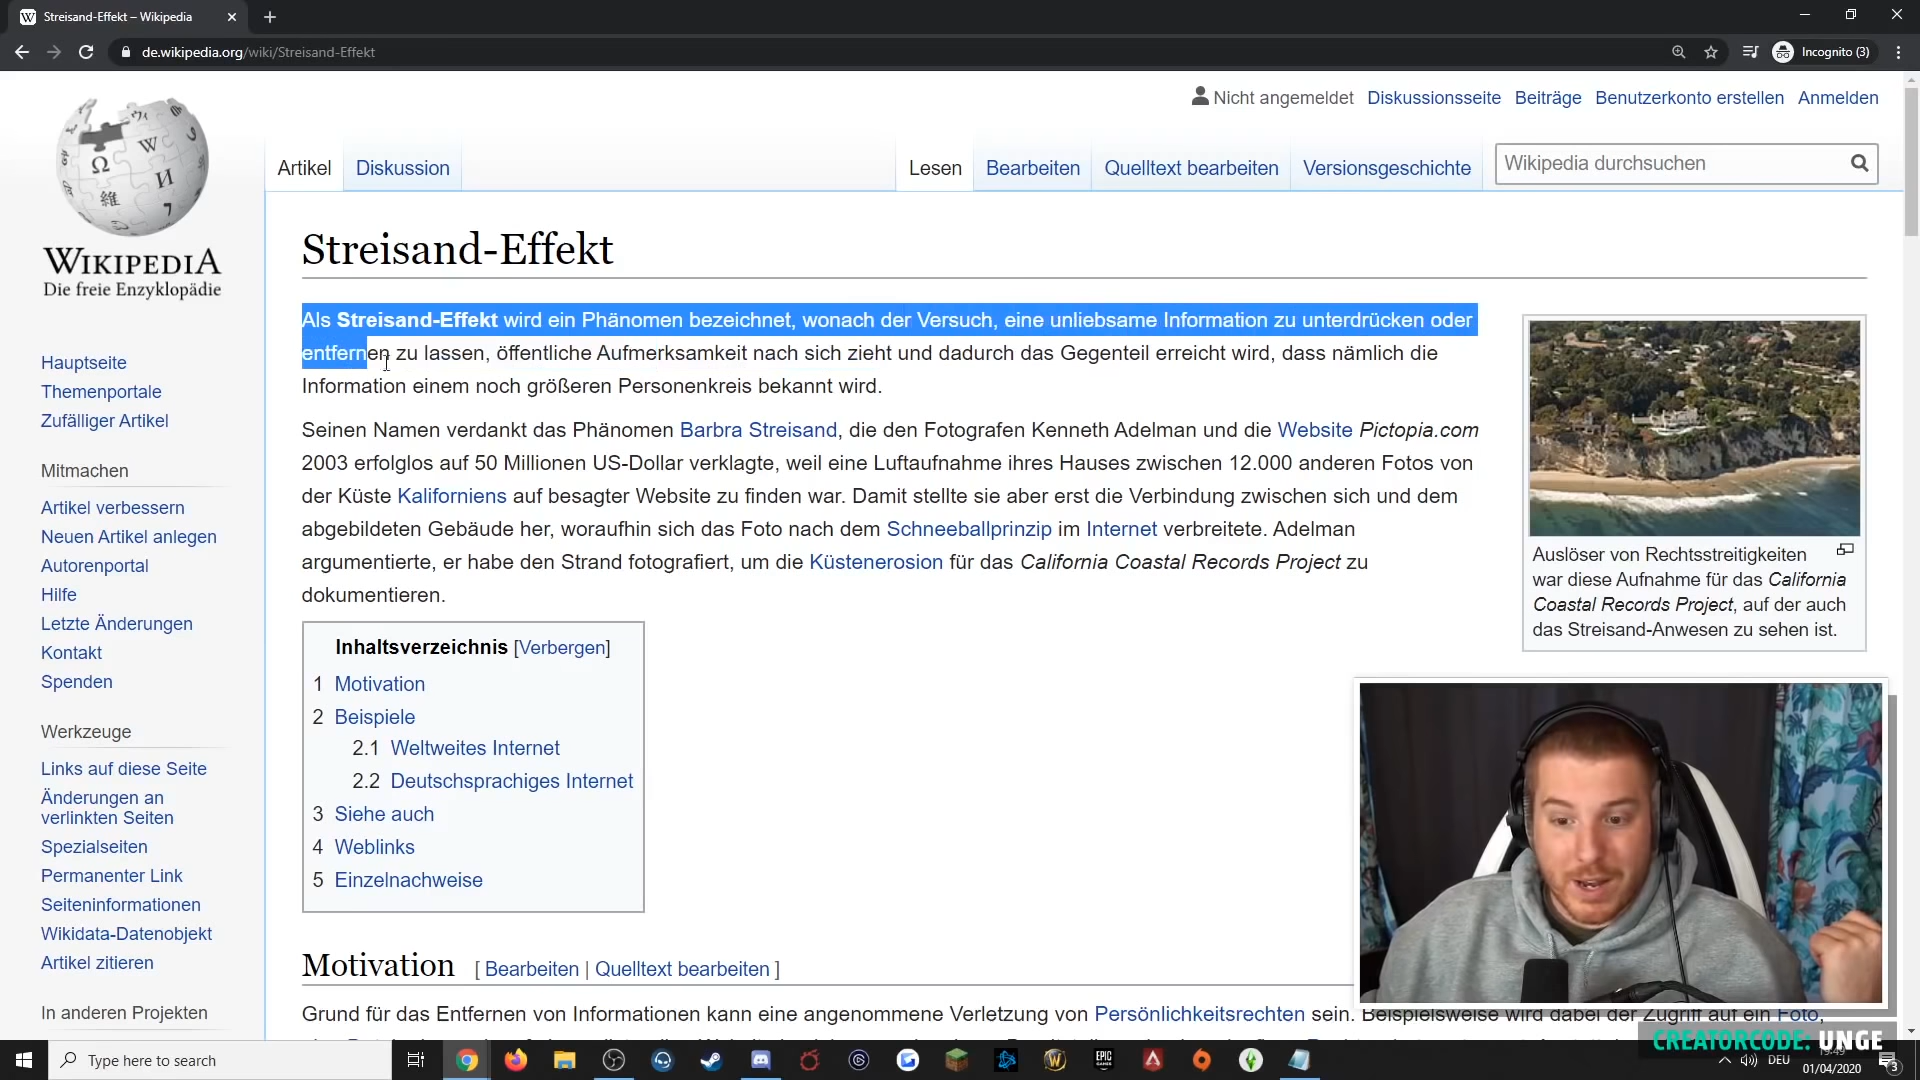 Streisand-Effekt – Wikipedia
de.wikipedia.org/wiki/Streisand-Effekt
Incognito (3)
Nicht angemeldet Diskussionsseite Beiträge Benutzerkonto erstellen Anmelden
Artikel Diskussion Lesen Bearbeiten Quelltext bearbeiten Versionsgeschichte Wikipedia durchsuchen
WIKIPEDIA
Die freie Enzyklopädie
Hauptseite
Themenportale
Zufälliger Artikel
Mitmachen
Artikel verbessern
Neuen Artikel anlegen
Autorenportal
Hilfe
Letzte Änderungen
Kontakt
Spenden
Werkzeuge
Links auf diese Seite
Änderungen an
verlinkten Seiten
Spezialseiten
Permanenter Link
Seiteninformationen
Wikidata-Datenobjekt
Artikel zitieren
In anderen Projekten
Streisand-Effekt
Als Streisand-Effekt wird ein Phänomen bezeichnet, wonach der Versuch, eine unliebsame Information zu unterdrücken oder
entfernen zu lassen, öffentliche Aufmerksamkeit nach sich zieht und dadurch das Gegenteil erreicht wird, dass nämlich die
Information einem noch größeren Personenkreis bekannt wird.
Seinen Namen verdankt das Phänomen Barbra Streisand, die den Fotografen Kenneth Adelman und die Website Pictopia.com
2003 erfolglos auf 50 Millionen US-Dollar verklagte, weil eine Luftaufnahme ihres Hauses zwischen 12.000 anderen Fotos von
der Küste Kaliforniens auf besagter Website zu finden war. Damit stellte sie aber erst die Verbindung zwischen sich und dem
abgebildeten Gebäude her, woraufhin sich das Foto nach dem Schneeballprinzip im Internet verbreitete. Adelman
argumentierte, er habe den Strand fotografiert, um die Küstenerosion für das California Coastal Records Project zu
dokumentieren.
Auslöser von Rechtsstreitigkeiten
war diese Aufnahme für das California
Coastal Records Project, auf der auch
das Streisand-Anwesen zu sehen ist.
Inhaltsverzeichnis [Verbergen]
1 Motivation
2 Beispiele
2.1 Weltweites Internet
2.2 Deutschsprachiges Internet
3 Siehe auch
4 Weblinks
5 Einzelnachweise
Motivation [ Bearbeiten | Quelltext bearbeiten ]
Grund für das Entfernen von Informationen kann eine angenommene Verletzung von Persönlichkeitsrechten sein. Beispielsweise wird dabei der Zugriff auf ein Foto,
CREATORCODE: UNGE
Type here to search
EPIC
DEU
19:49
01/04/2020
3